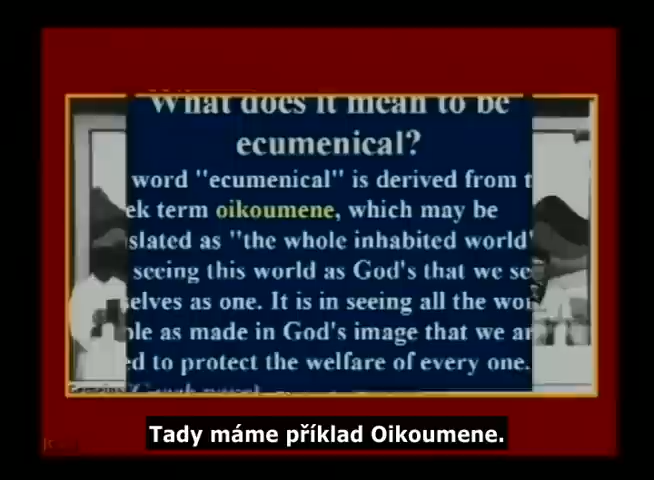 What does it mean to be
ecumenical?
word "ecumenical" is derived from t
ek term oikoumene, which may be
slated as "the whole inhabited world"
seeing this world as God's that we se
selves as one. It is in seeing all the wor
ple as made in God's image that we ar
ed to protect the welfare of every one.
Tady máme příklad Oikoumene.